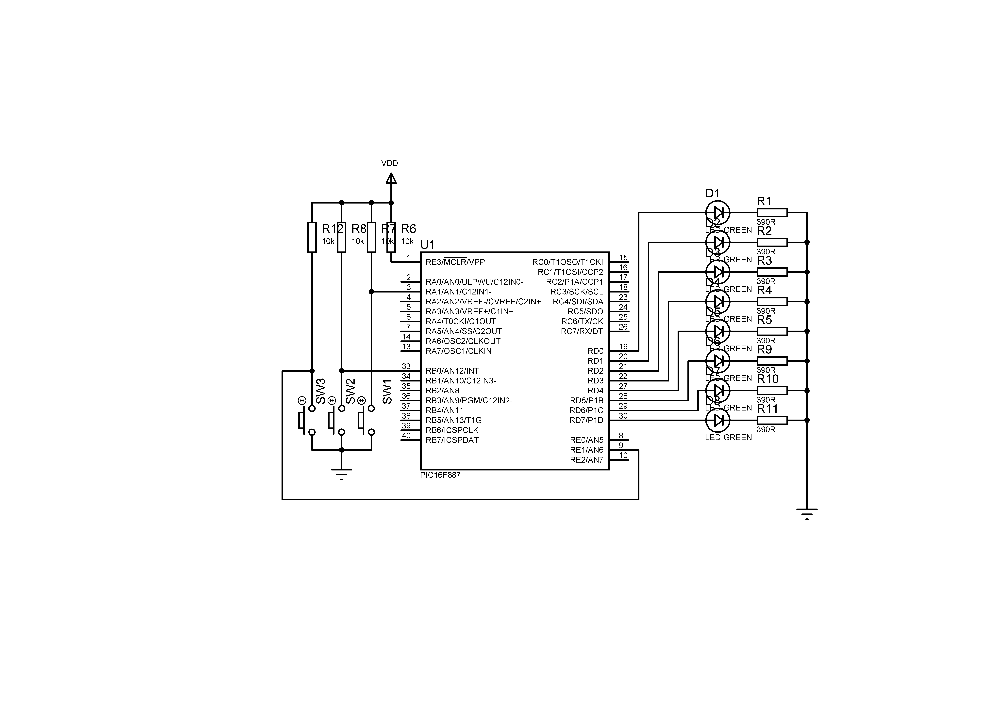 VDD
R12
10k
R8
10k
R7
10k
R6
10k
U1
1 RE3/MCLR/VPP
2 RA0/AN0/ULPWU/C12IN0-
3 RA1/AN1/C12IN1-
4 RA2/AN2/VREF-/CVREF/C2IN+
5 RA3/AN3/VREF+/C1IN+
6 RA4/T0CKI/C1OUT
7 RA5/AN4/SS/C2OUT
14 RA6/OSC2/CLKOUT
13 RA7/OSC1/CLKIN
33 RB0/AN12/INT
34 RB1/AN10/C12IN3-
35 RB2/AN8
36 RB3/AN9/PGM/C12IN2-
37 RB4/AN11
38 RB5/AN13/T1G
39 RB6/ICSPCLK
40 RB7/ICSPDAT
RC0/T1OSO/T1CKI 15
RC1/T1OSI/CCP2 16
RC2/P1A/CCP1 17
RC3/SCK/SCL 18
RC4/SDI/SDA 23
RC5/SDO 24
RC6/TX/CK 25
RC7/RX/DT 26
RD0 19
RD1 20
RD2 21
RD3 22
RD4 27
RD5/P1B 28
RD6/P1C 29
RD7/P1D 30
RE0/AN5 8
RE1/AN6 9
RE2/AN7 10
PIC16F887
SW3
SW2
SW1
D1
LED-GREEN
R1
390R
D2
LED-GREEN
R2
390R
D3
LED-GREEN
R3
390R
D4
LED-GREEN
R4
390R
D5
LED-GREEN
R5
390R
D6
LED-GREEN
R9
390R
D7
LED-GREEN
R10
390R
D8
LED-GREEN
R11
390R